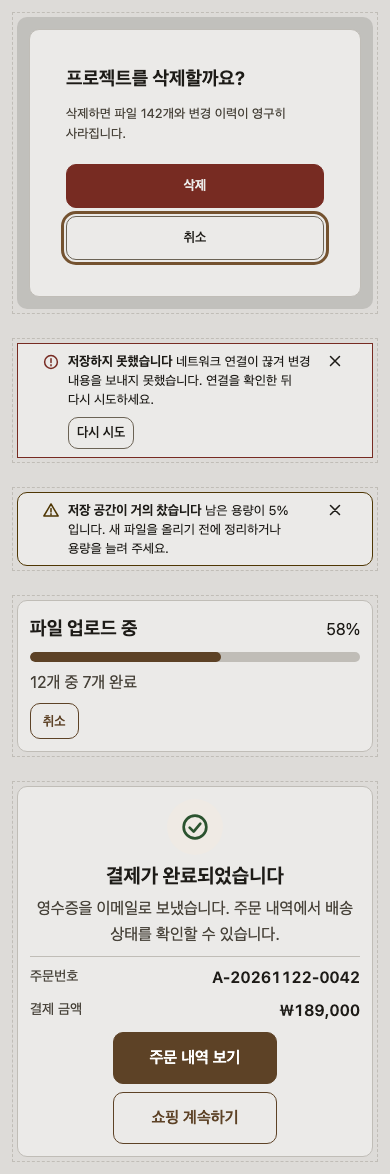 프로젝트를 삭제할까요?
삭제하면 파일 142개와 변경 이력이 영구히
사라집니다.
삭제
취소
저장하지 못했습니다 네트워크 연결이 끊겨 변경
내용을 보내지 못했습니다. 연결을 확인한 뒤
다시 시도하세요.
다시 시도
저장 공간이 거의 찼습니다 남은 용량이 5%
입니다. 새 파일을 올리기 전에 정리하거나
용량을 늘려 주세요.
파일 업로드 중 58%
12개 중 7개 완료
취소
결제가 완료되었습니다
영수증을 이메일로 보냈습니다. 주문 내역에서 배송
상태를 확인할 수 있습니다.
주문번호 A-20261122-0042
결제 금액 ₩189,000
주문 내역 보기
쇼핑 계속하기